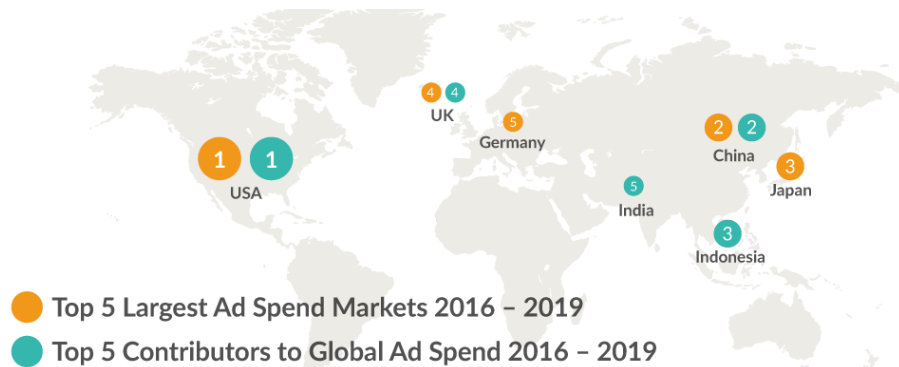 4 4
UK
5
Germany
2 2
China
1 1
USA
3
Japan
5
India
3
Indonesia
Top 5 Largest Ad Spend Markets 2016 – 2019
Top 5 Contributors to Global Ad Spend 2016 – 2019